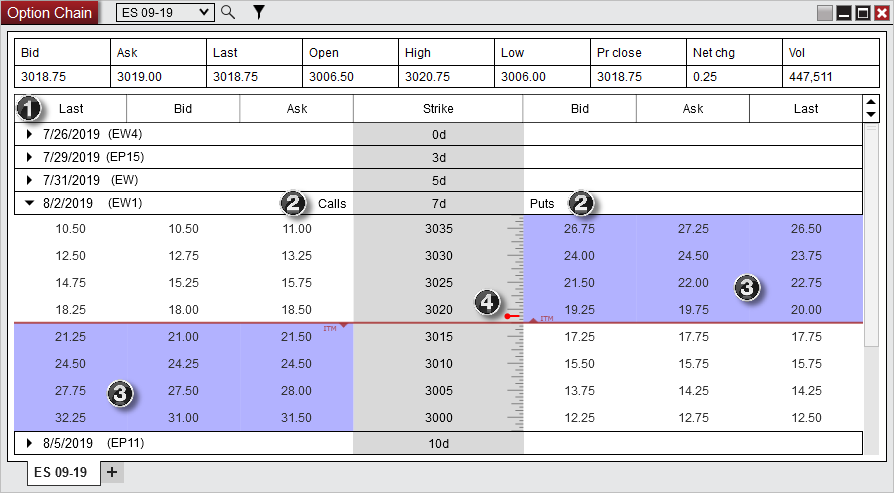 Option Chain ES 09-19
Bid Ask Last Open High Low Pr close Net chg Vol
3018.75 3019.00 3018.75 3006.50 3020.75 3006.00 3018.75 0.25 447,511
1 Last Bid Ask Strike Bid Ask Last
7/26/2019 (EW4) 0d
7/29/2019 (EP15) 3d
7/31/2019 (EW) 5d
8/2/2019 (EW1) 2 Calls 7d Puts 2
10.50 10.50 11.00 3035 26.75 27.25 26.50
12.50 12.75 13.25 3030 24.00 24.50 23.75
14.75 15.25 15.75 3025 21.50 22.00 22.75
3
18.25 18.00 18.50 3020 4 19.25 19.75 20.00
ITM ITM
21.25 21.00 21.50 3015 17.25 17.75 17.75
24.50 24.25 24.50 3010 15.50 15.75 15.75
27.75 3 27.50 28.00 3005 13.75 14.25 14.25
32.25 31.00 31.50 3000 12.25 12.75 12.50
8/5/2019 (EP11) 10d
ES 09-19 +